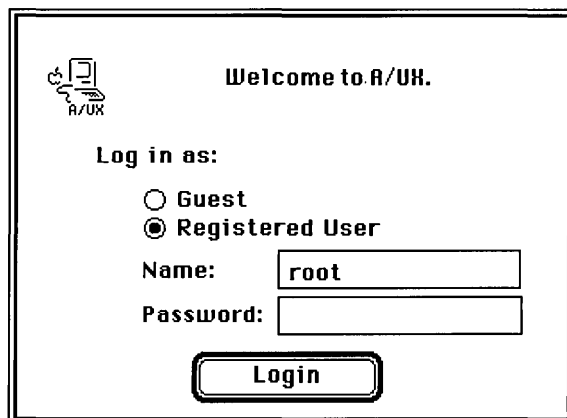 Welcome to A/UX.
A/UX
Log in as:
Guest
Registered User
Name: root
Password:
Login